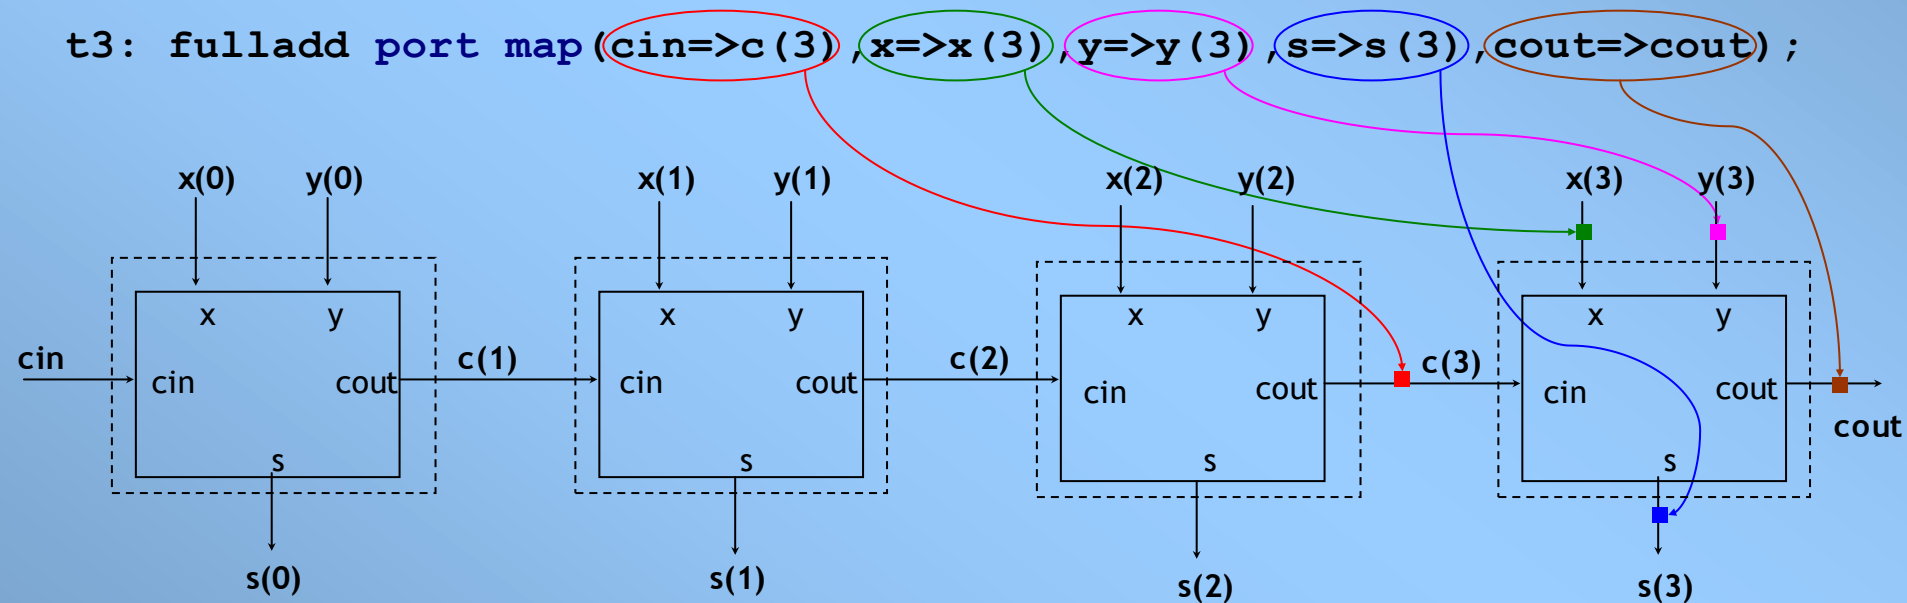 t3: fulladd port map(cin=>c(3),x=>x(3),y=>y(3),s=>s(3),cout=>cout);
x(0) y(0) x(1) y(1) x(2) y(2) x(3) y(3)
x y x y x y x y
cin c(1) c(2) c(3)
cin cout cin cout cin cout cin cout
cout
s s s s
s(0) s(1) s(2) s(3)